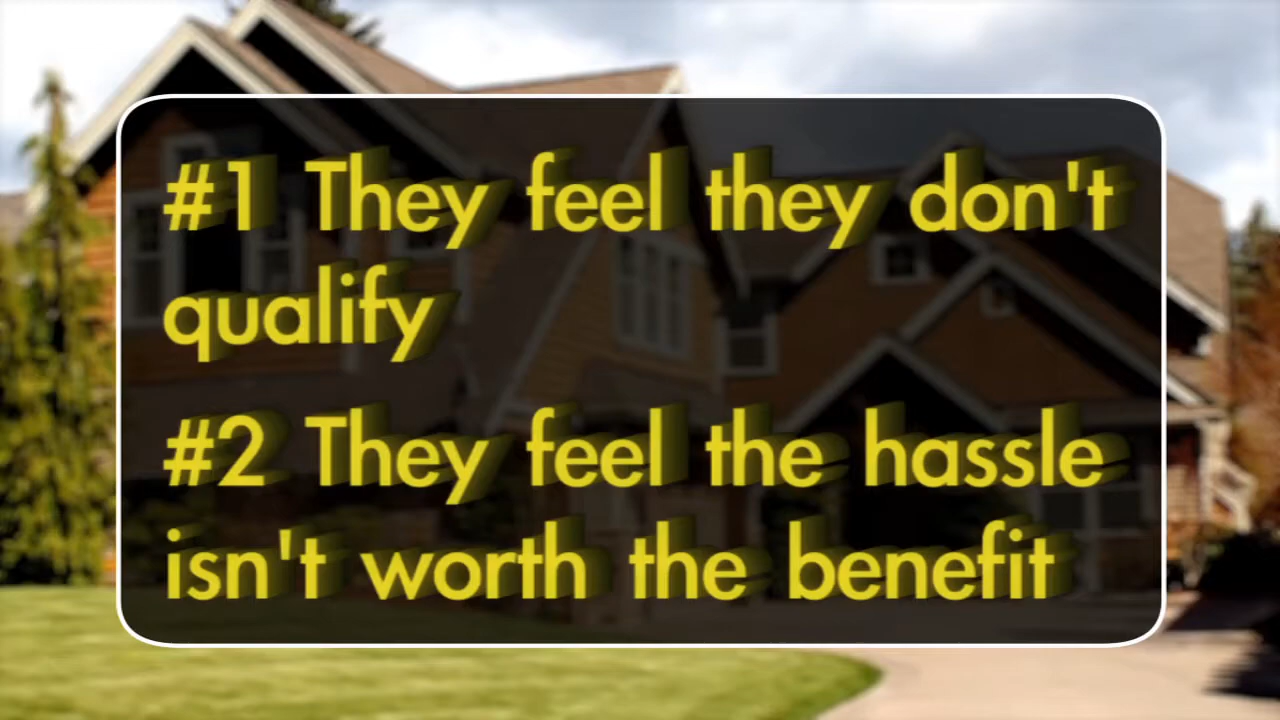 #1 They feel they don't
qualify
#2 They feel the hassle
isn't worth the benefit